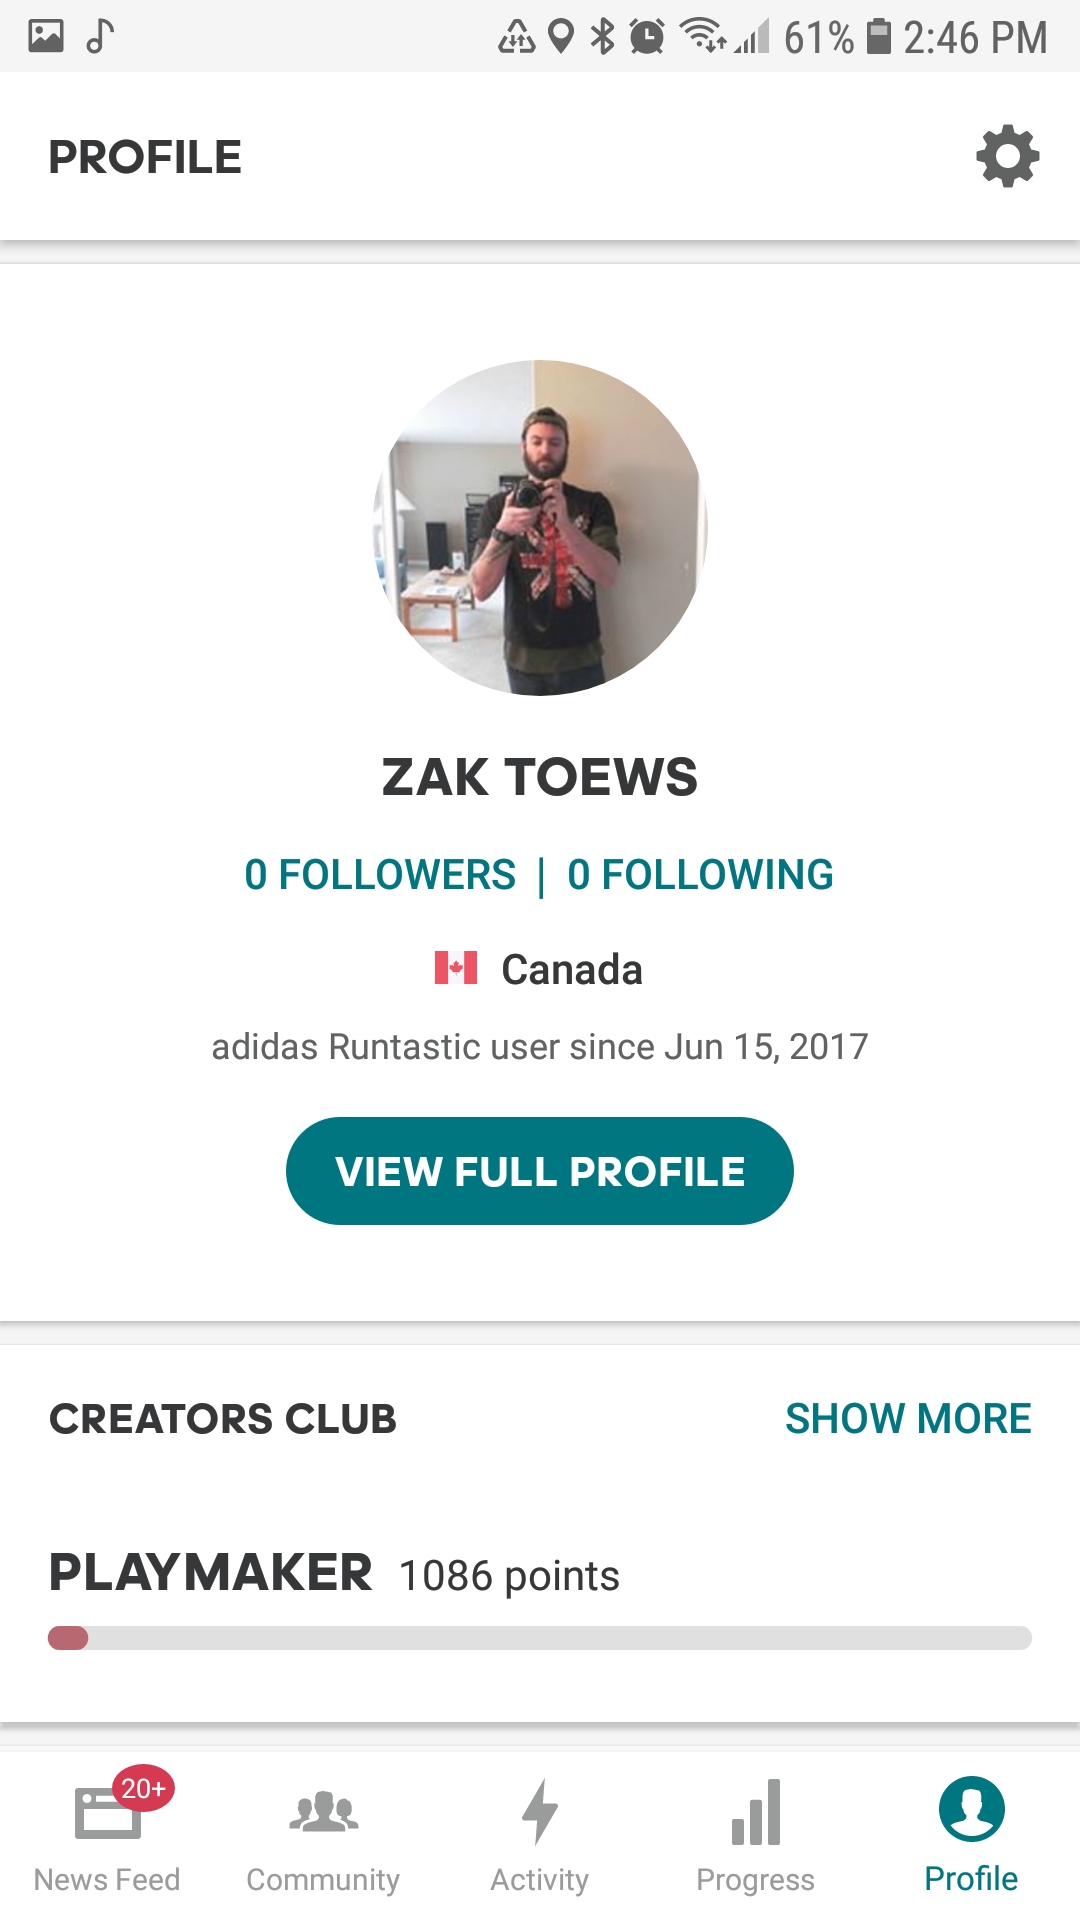 61% 2:46 PM
PROFILE
ZAK TOEWS
0 FOLLOWERS | 0 FOLLOWING
Canada
adidas Runtastic user since Jun 15, 2017
VIEW FULL PROFILE
CREATORS CLUB SHOW MORE
PLAYMAKER 1086 points
20+
News Feed Community Activity Progress Profile